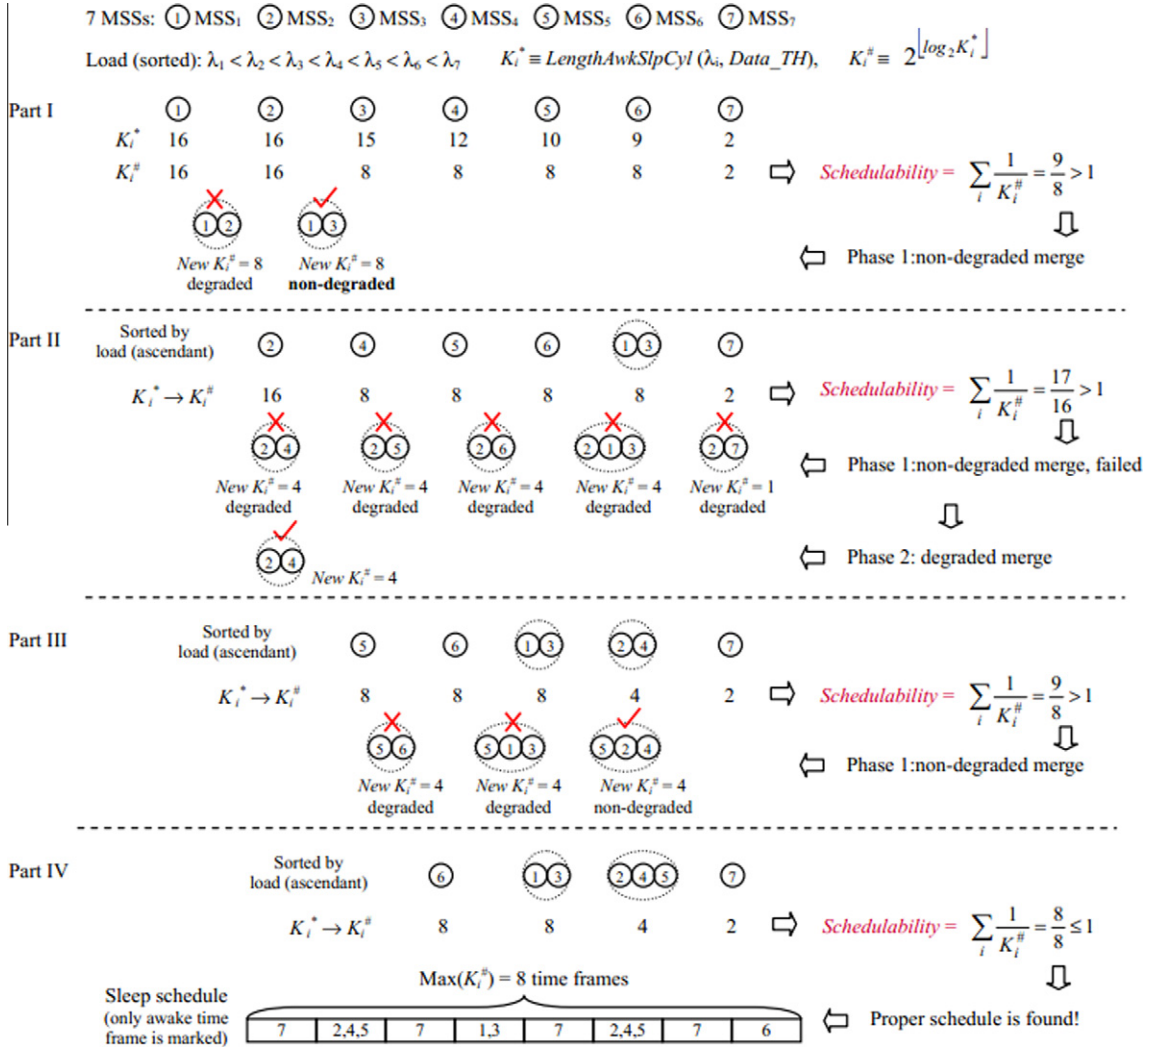 7 MSSs: ① MSS₁ ② MSS₂ ③ MSS₃ ④ MSS₄ ⑤ MSS₅ ⑥ MSS₆ ⑦ MSS₇
Load (sorted): λ₁ < λ₂ < λ₃ < λ₄ < λ₅ < λ₆ < λ₇ Kᵢ* ≡ LengthAwkSlpCyl (λᵢ, Data_TH), Kᵢ# ≡ 2^⌊log₂Kᵢ*⌋
Part I ① ② ③ ④ ⑤ ⑥ ⑦
Kᵢ* 16 16 15 12 10 9 2
Kᵢ# 16 16 8 8 8 8 2 ⇨ Schedulability = ∑ᵢ 1/Kᵢ# = 9/8 > 1
①② ①③
New Kᵢ# = 8 New Kᵢ# = 8 Phase 1:non-degraded merge
degraded non-degraded
Part II Sorted by ② ④ ⑤ ⑥ ①③ ⑦
load (ascendant)
Kᵢ* → Kᵢ# 16 8 8 8 8 2 ⇨ Schedulability = ∑ᵢ 1/Kᵢ# = 17/16 > 1
②④ ②⑤ ②⑥ ②①③ ②⑦ Phase 1:non-degraded merge, failed
New Kᵢ# = 4 New Kᵢ# = 4 New Kᵢ# = 4 New Kᵢ# = 4 New Kᵢ# = 1
degraded degraded degraded degraded degraded
②④ Phase 2: degraded merge
New Kᵢ# = 4
Part III Sorted by ⑤ ⑥ ①③ ②④ ⑦
load (ascendant)
Kᵢ* → Kᵢ# 8 8 8 4 2 ⇨ Schedulability = ∑ᵢ 1/Kᵢ# = 9/8 > 1
⑤⑥ ⑤①③ ⑤②④ Phase 1:non-degraded merge
New Kᵢ# = 4 New Kᵢ# = 4 New Kᵢ# = 4
degraded degraded non-degraded
Part IV Sorted by ⑥ ①③ ②④⑤ ⑦
load (ascendant)
Kᵢ* → Kᵢ# 8 8 4 2 ⇨ Schedulability = ∑ᵢ 1/Kᵢ# = 8/8 ≤ 1
Max(Kᵢ#) = 8 time frames
Sleep schedule
(only awake time
frame is marked) 7 2,4,5 7 1,3 7 2,4,5 7 6 Proper schedule is found!